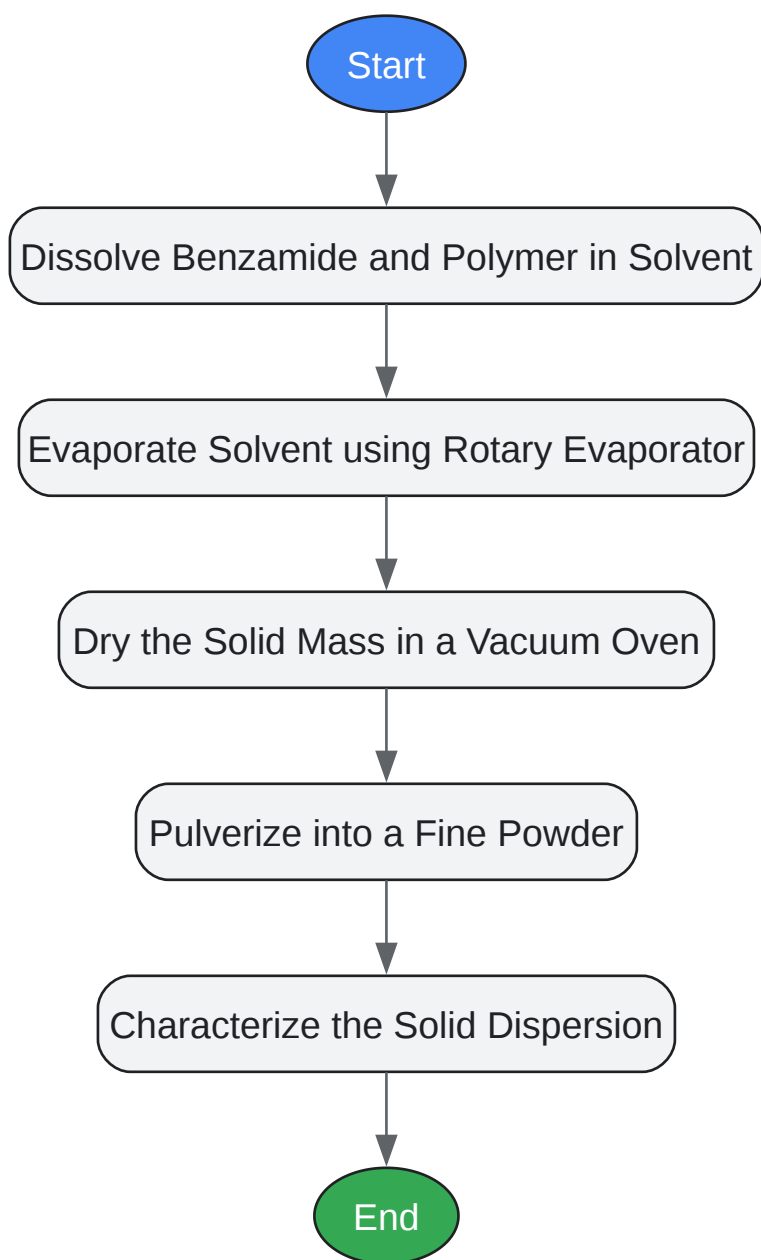 Start
Dissolve Benzamide and Polymer in Solvent
Evaporate Solvent using Rotary Evaporator
Dry the Solid Mass in a Vacuum Oven
Pulverize into a Fine Powder
Characterize the Solid Dispersion
End